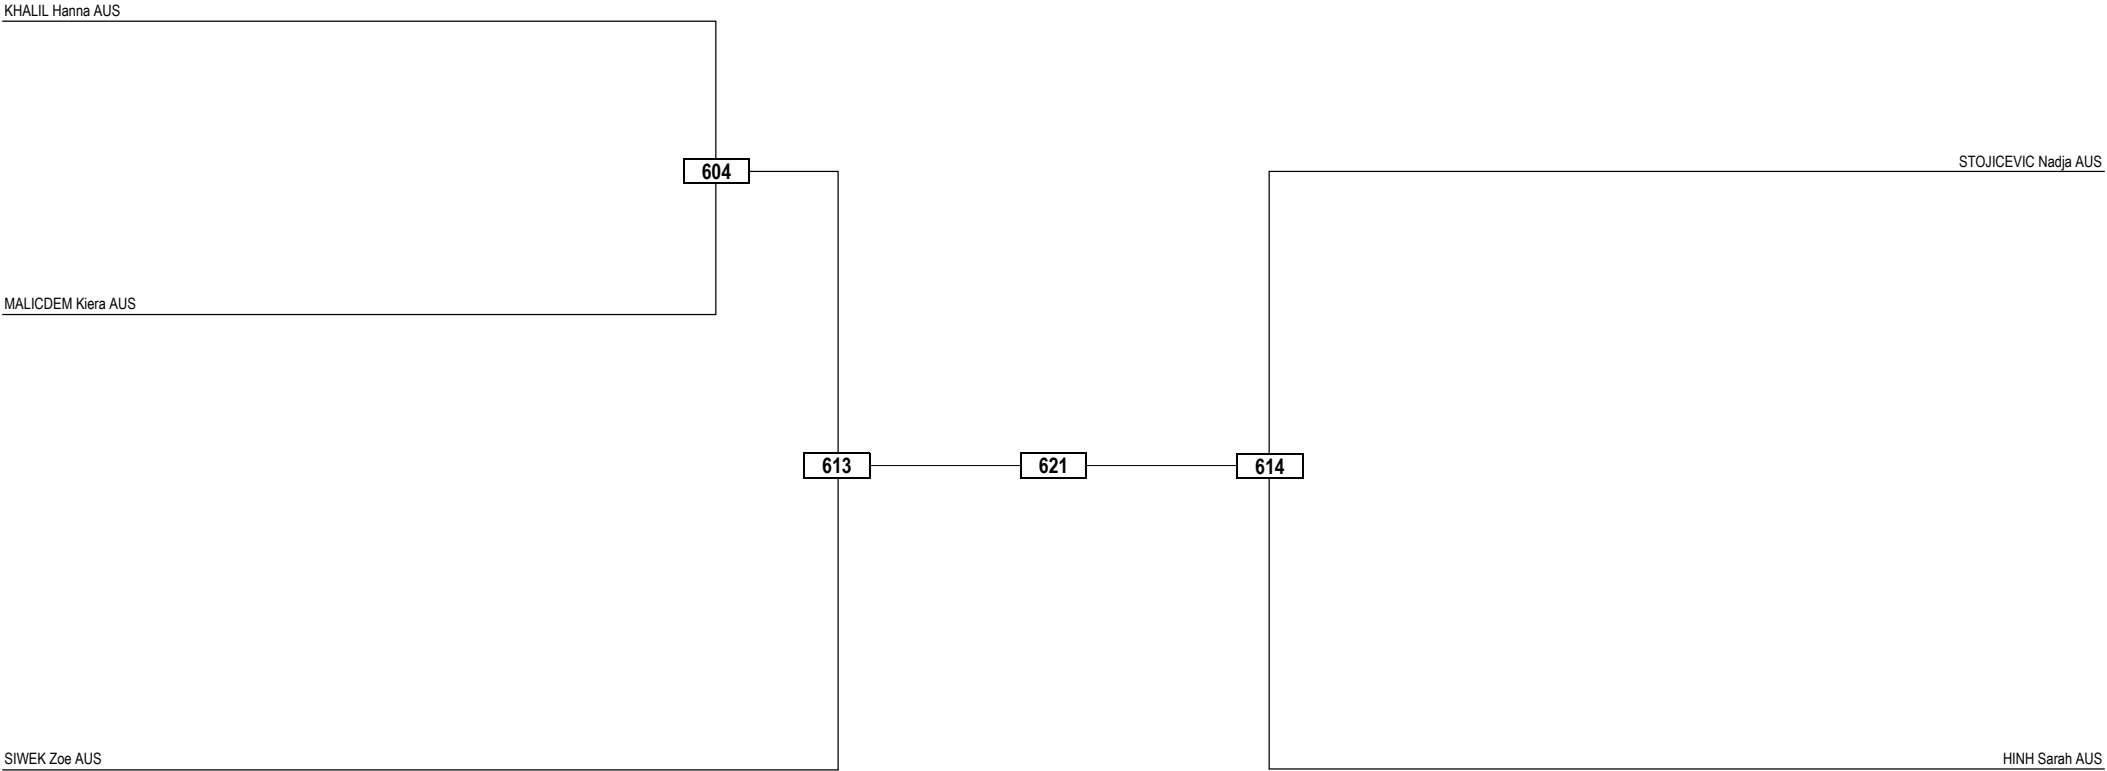 KHALIL Hanna AUS
STOJICEVIC Nadja AUS
604
MALICDEM Kiera AUS
613
621
614
SIWEK Zoe AUS
HINH Sarah AUS